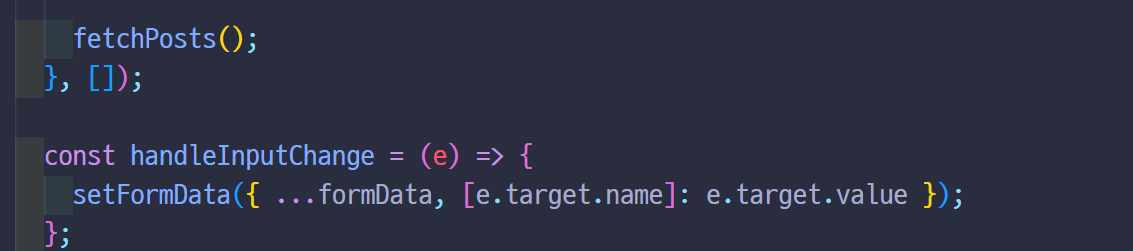 fetchPosts();
}, []);
const handleInputChange = (e) => {
setFormData({ ...formData, [e.target.name]: e.target.value });
};